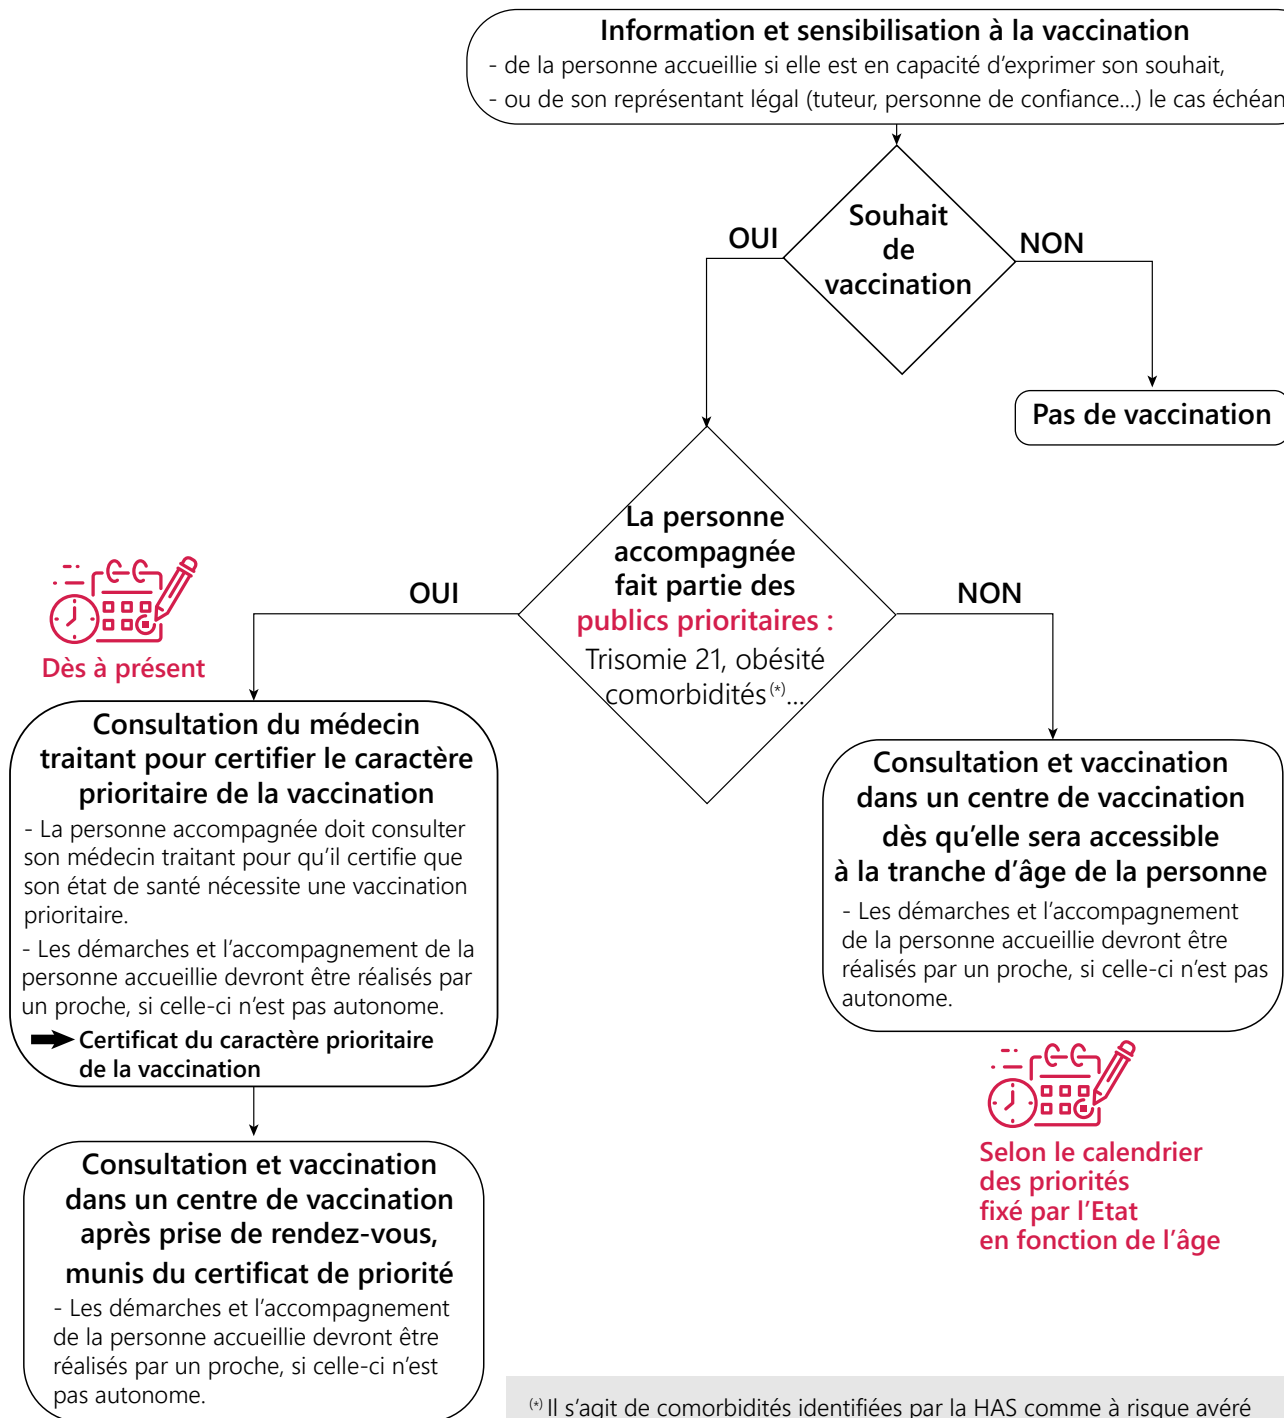 Information et sensibilisation à la vaccination
- de la personne accueillie si elle est en capacité d'exprimer son souhait,
- ou de son représentant légal (tuteur, personne de confiance...) le cas échéan
Souhait
de
vaccination
OUI
NON
Pas de vaccination
La personne
accompagnée
fait partie des
publics prioritaires :
Trisomie 21, obésité
comorbidités(*)...
OUI
NON
Dès à présent
Consultation du médecin
traitant pour certifier le caractère
prioritaire de la vaccination
- La personne accompagnée doit consulter
son médecin traitant pour qu'il certifie que
son état de santé nécessite une vaccination
prioritaire.
- Les démarches et l'accompagnement de la
personne accueillie devront être réalisés par
un proche, si celle-ci n'est pas autonome.
Certificat du caractère prioritaire
de la vaccination
Consultation et vaccination
dans un centre de vaccination
après prise de rendez-vous,
munis du certificat de priorité
- Les démarches et l'accompagnement
de la personne accueillie devront être
réalisés par un proche, si celle-ci n'est
pas autonome.
Consultation et vaccination
dans un centre de vaccination
dès qu'elle sera accessible
à la tranche d'âge de la personne
- Les démarches et l'accompagnement
de la personne accueillie devront être
réalisés par un proche, si celle-ci n'est pas
autonome.
Selon le calendrier
des priorités
fixé par l'Etat
en fonction de l'âge
(*) Il s'agit de comorbidités identifiées par la HAS comme à risque avéré